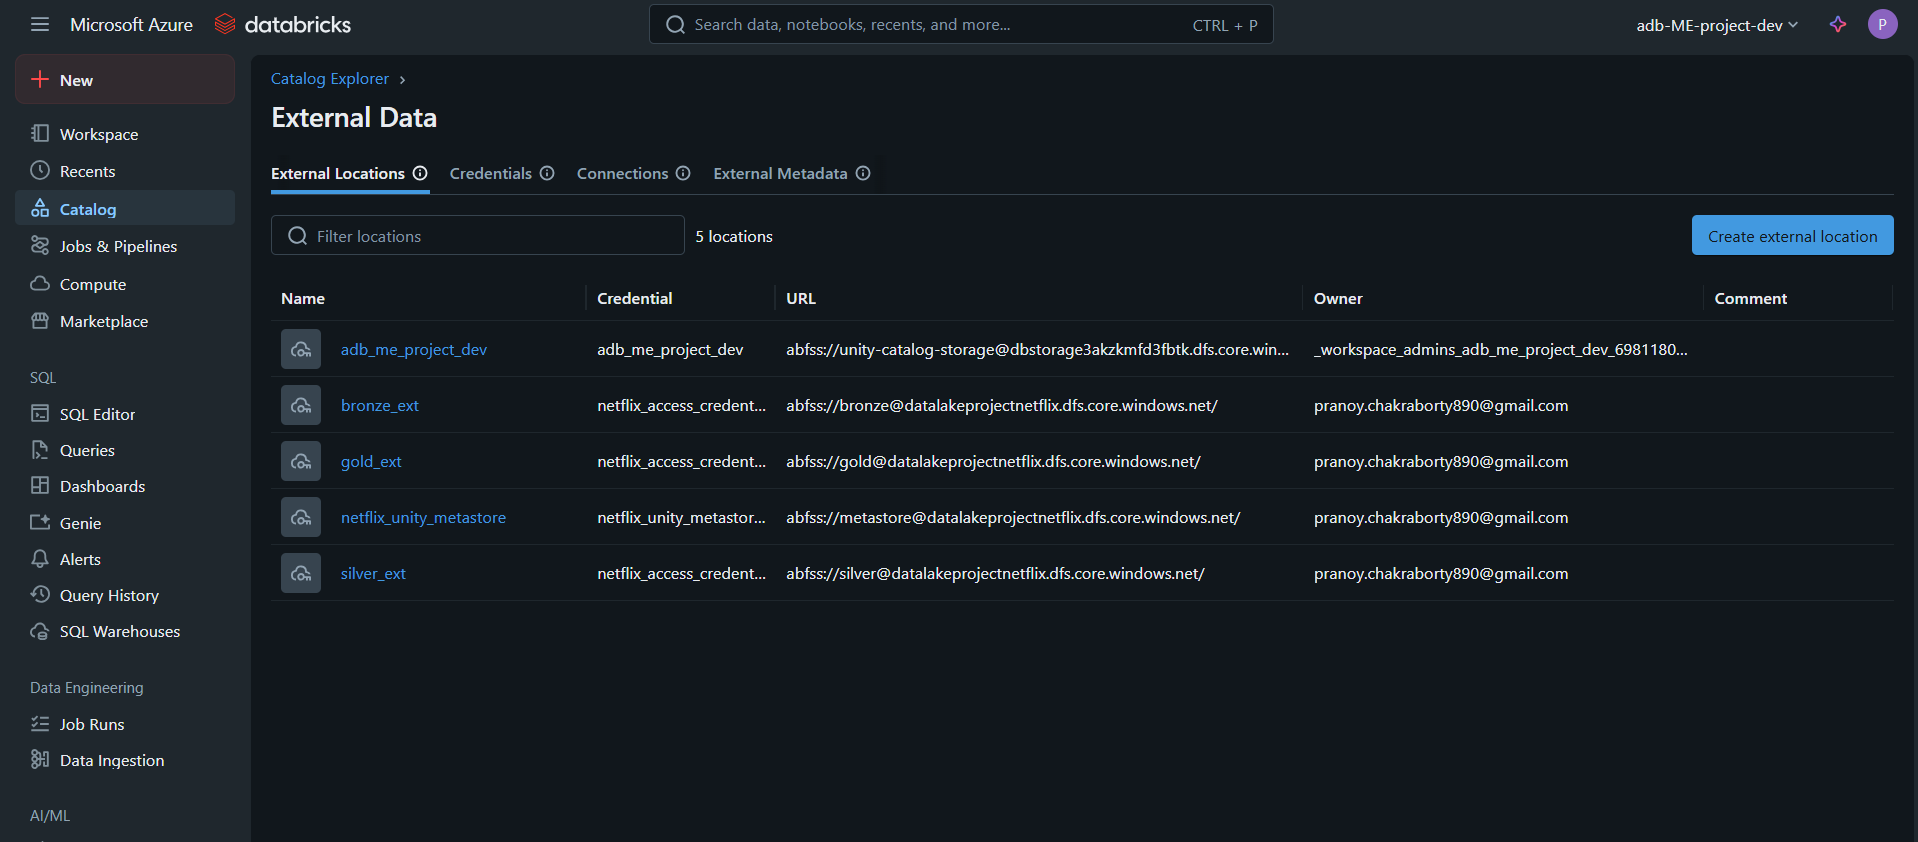 Microsoft Azure databricks
Search data, notebooks, recents, and more... CTRL + P
adb-ME-project-dev P
New
Workspace
Recents
Catalog
Jobs & Pipelines
Compute
Marketplace
SQL
SQL Editor
Queries
Dashboards
Genie
Alerts
Query History
SQL Warehouses
Data Engineering
Job Runs
Data Ingestion
AI/ML
Catalog Explorer
External Data
External Locations Credentials Connections External Metadata
Filter locations 5 locations Create external location
Name Credential URL Owner Comment
adb_me_project_dev adb_me_project_dev abfss://unity-catalog-storage@dbstorage3akzkmfd3fbtk.dfs.core.win... _workspace_admins_adb_me_project_dev_6981180...
bronze_ext netflix_access_credent... abfss://bronze@datalakeprojectnetflix.dfs.core.windows.net/ pranoy.chakraborty890@gmail.com
gold_ext netflix_access_credent... abfss://gold@datalakeprojectnetflix.dfs.core.windows.net/ pranoy.chakraborty890@gmail.com
netflix_unity_metastore netflix_unity_metastor... abfss://metastore@datalakeprojectnetflix.dfs.core.windows.net/ pranoy.chakraborty890@gmail.com
silver_ext netflix_access_credent... abfss://silver@datalakeprojectnetflix.dfs.core.windows.net/ pranoy.chakraborty890@gmail.com